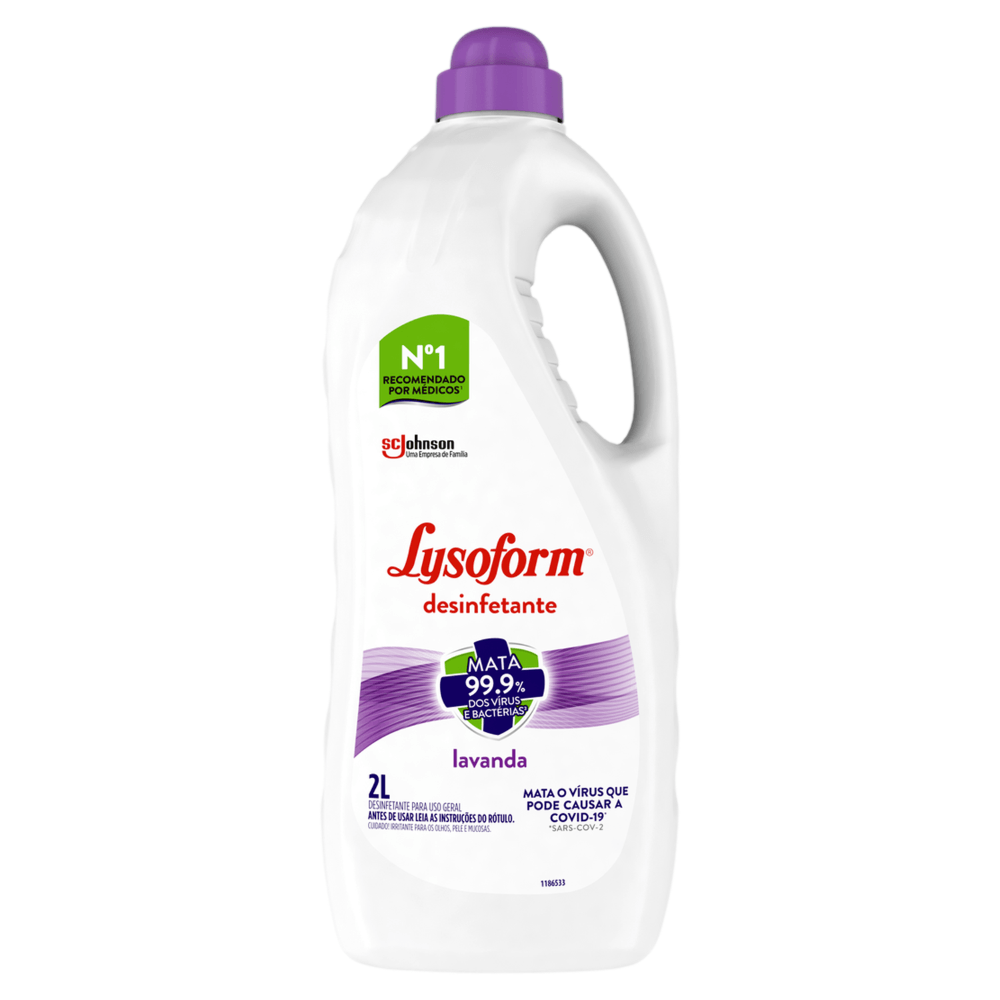 Nº1
RECOMENDADO
POR MÉDICOS¹
SCJohnson
Uma Empresa de Família
Lysoform®
desinfetante
MATA
99.9%
DOS VÍRUS
E BACTÉRIAS*
lavanda
2L
DESINFETANTE PARA USO GERAL
ANTES DE USAR LEIA AS INSTRUÇÕES DO RÓTULO.
CUIDADO! IRRITANTE PARA OS OLHOS, PELE E MUCOSAS.
MATA O VÍRUS QUE
PODE CAUSAR A
COVID-19*
*SARS-COV-2
1186533